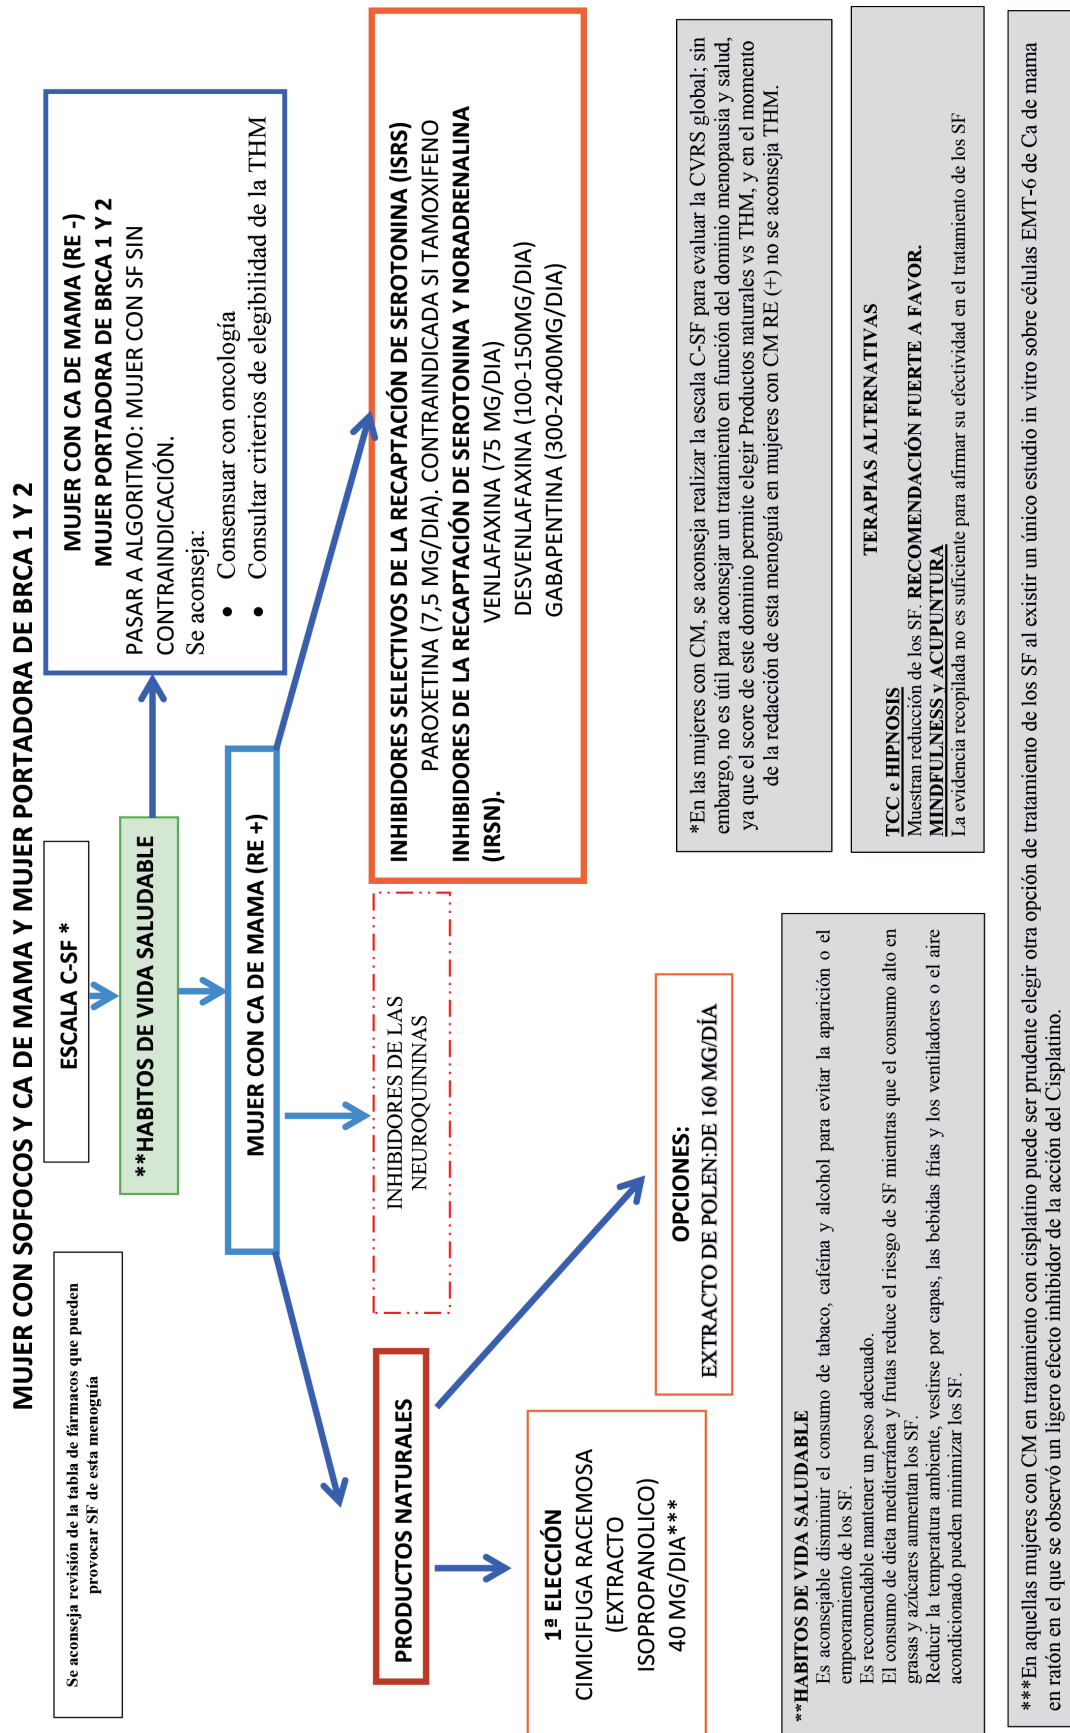 MUJER CON SOFOCOS Y CA DE MAMA Y MUJER PORTADORA DE BRCA 1 Y 2
Se aconseja revisión de la tabla de fármacos que pueden
provocar SF de esta menoguía
ESCALA C-SF *
**HABITOS DE VIDA SALUDABLE
MUJER CON CA DE MAMA (RE -)
MUJER PORTADORA DE BRCA 1 Y 2
PASAR A ALGORITMO: MUJER CON SF SIN
CONTRAINDICACIÓN.
Se aconseja:
• Consensuar con oncología
• Consultar criterios de elegibilidad de la THM
MUJER CON CA DE MAMA (RE +)
PRODUCTOS NATURALES
INHIBIDORES DE LAS
NEUROQUININAS
INHIBIDORES SELECTIVOS DE LA RECAPTACIÓN DE SEROTONINA (ISRS)
PAROXETINA (7,5 MG/DIA). CONTRAINDICADA SI TAMOXIFENO
INHIBIDORES DE LA RECAPTACIÓN DE SEROTONINA Y NORADRENALINA
(IRSN).
VENLAFAXINA (75 MG/DIA)
DESVENLAFAXINA (100-150MG/DIA)
GABAPENTINA (300-2400MG/DIA)
1ª ELECCIÓN
CIMICIFUGA RACEMOSA
(EXTRACTO
ISOPROPANOLICO)
40 MG/DIA***
OPCIONES:
EXTRACTO DE POLEN:DE 160 MG/DÍA
**HABITOS DE VIDA SALUDABLE
Es aconsejable disminuir el consumo de tabaco, cafeína y alcohol para evitar la aparición o el
empeoramiento de los SF.
Es recomendable mantener un peso adecuado.
El consumo de dieta mediterránea y frutas reduce el riesgo de SF mientras que el consumo alto en
grasas y azúcares aumentan los SF.
Reducir la temperatura ambiente, vestirse por capas, las bebidas frías y los ventiladores o el aire
acondicionado pueden minimizar los SF.
*En las mujeres con CM, se aconseja realizar la escala C-SF para evaluar la CVRS global; sin
embargo, no es útil para aconsejar un tratamiento en función del dominio menopausia y salud,
ya que el score de este dominio permite elegir Productos naturales vs THM, y en el momento
de la redacción de esta menoguía en mujeres con CM RE (+) no se aconseja THM.
TERAPIAS ALTERNATIVAS
TCC e HIPNOSIS
Muestran reducción de los SF. RECOMENDACIÓN FUERTE A FAVOR.
MINDFULNESS y ACUPUNTURA
La evidencia recopilada no es suficiente para afirmar su efectividad en el tratamiento de los SF
***En aquellas mujeres con CM en tratamiento con cisplatino puede ser prudente elegir otra opción de tratamiento de los SF al existir un único estudio in vitro sobre células EMT-6 de Ca de mama
en ratón en el que se observó un ligero efecto inhibidor de la acción del Cisplatino.